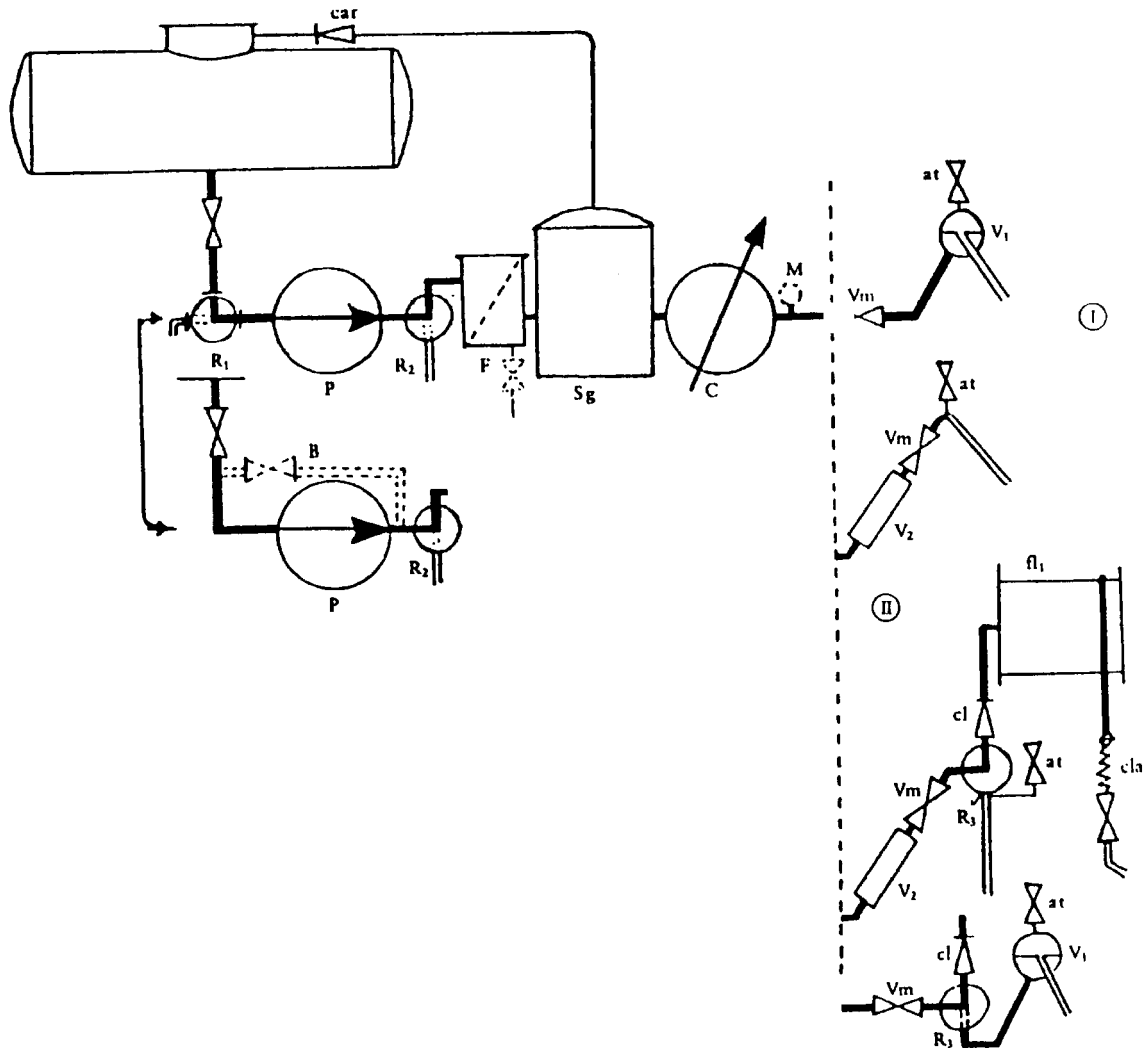 car
at
V1
M
Vm
I
R1
P
R2
F
Sg
C
at
B
Vm
V2
R2
P
fl1
II
cl
at
Vm
R3
cla
V2
at
cl
V1
Vm
R3